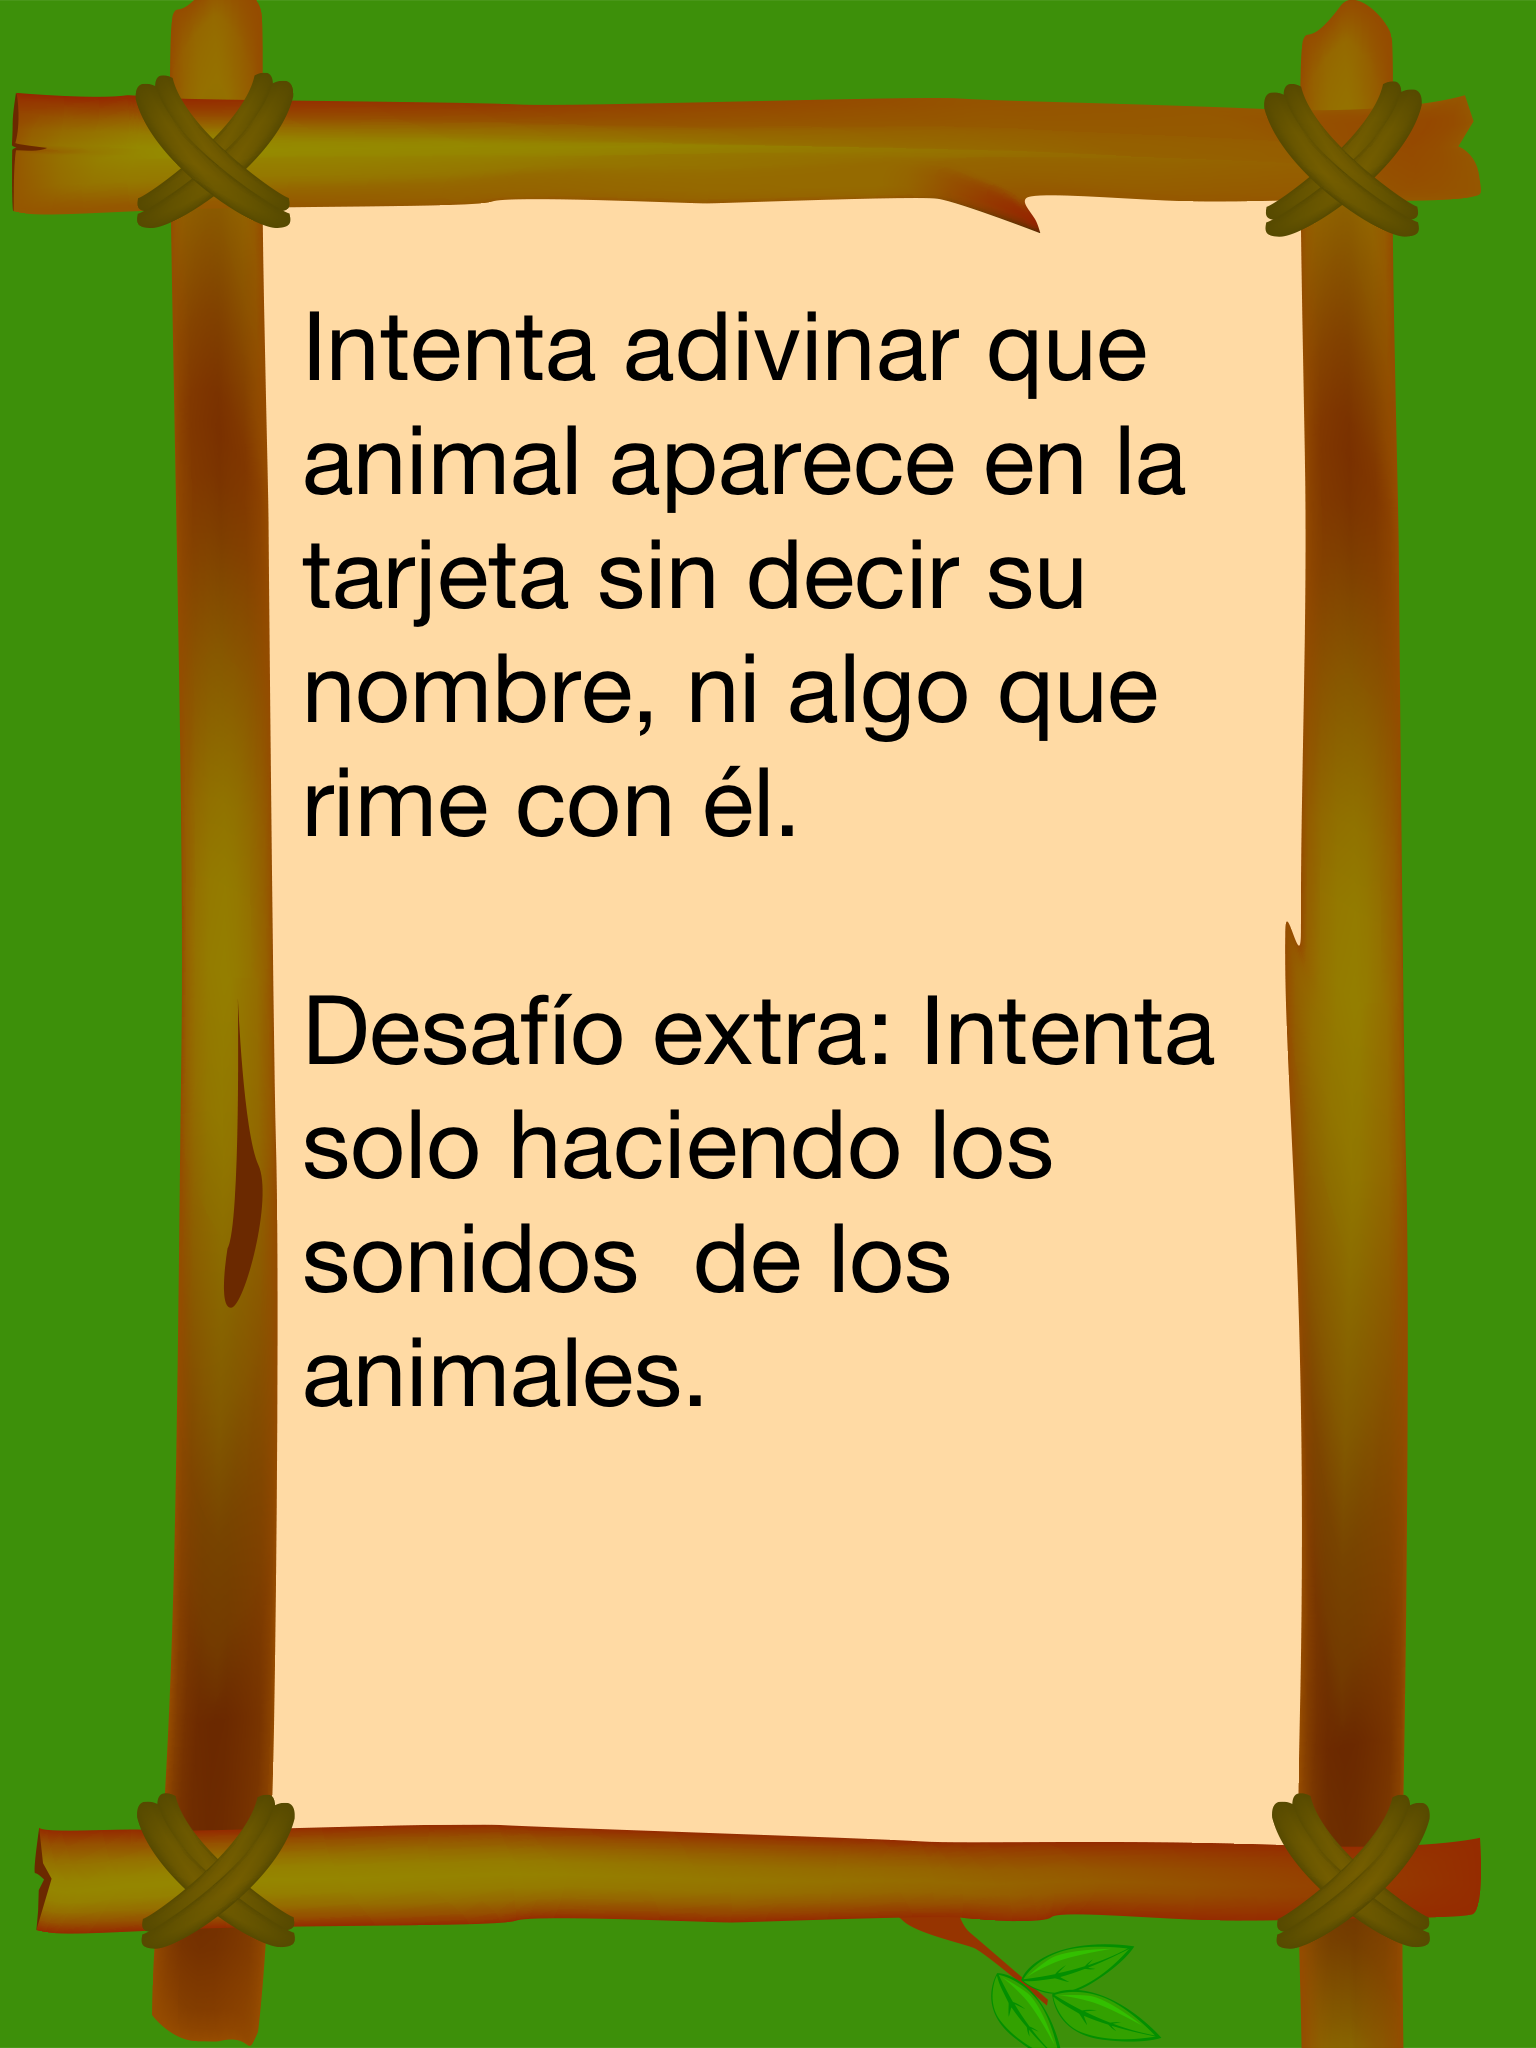 Intenta adivinar que
animal aparece en la
tarjeta sin decir su
nombre, ni algo que
rime con él.
Desafío extra: Intenta
solo haciendo los
sonidos  de los
animales.